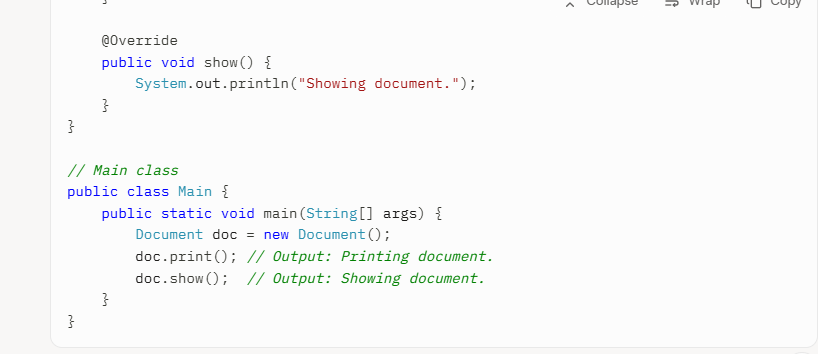 }
Collapse Wrap Copy
@Override
public void show() {
System.out.println("Showing document.");
}
}
// Main class
public class Main {
public static void main(String[] args) {
Document doc = new Document();
doc.print(); // Output: Printing document.
doc.show();  // Output: Showing document.
}
}